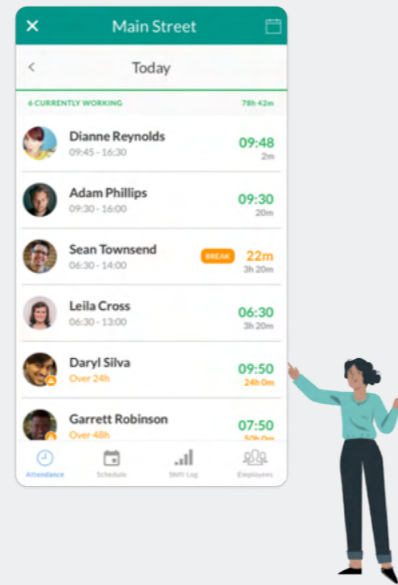 Main Street
Today
6 CURRENTLY WORKING 78h 42m
Dianne Reynolds 09:48
09:45 - 16:30 2m
Adam Phillips 09:30
09:30 - 16:00 20m
Sean Townsend BREAK 22m
06:30 - 14:00 3h 20m
Leila Cross 06:30
06:30 - 13:00 3h 20m
Daryl Silva 09:50
Over 24h 24h 0m
Garrett Robinson 07:50
Over 48h 50h 0m
Attendance Schedule Shift Log Employees